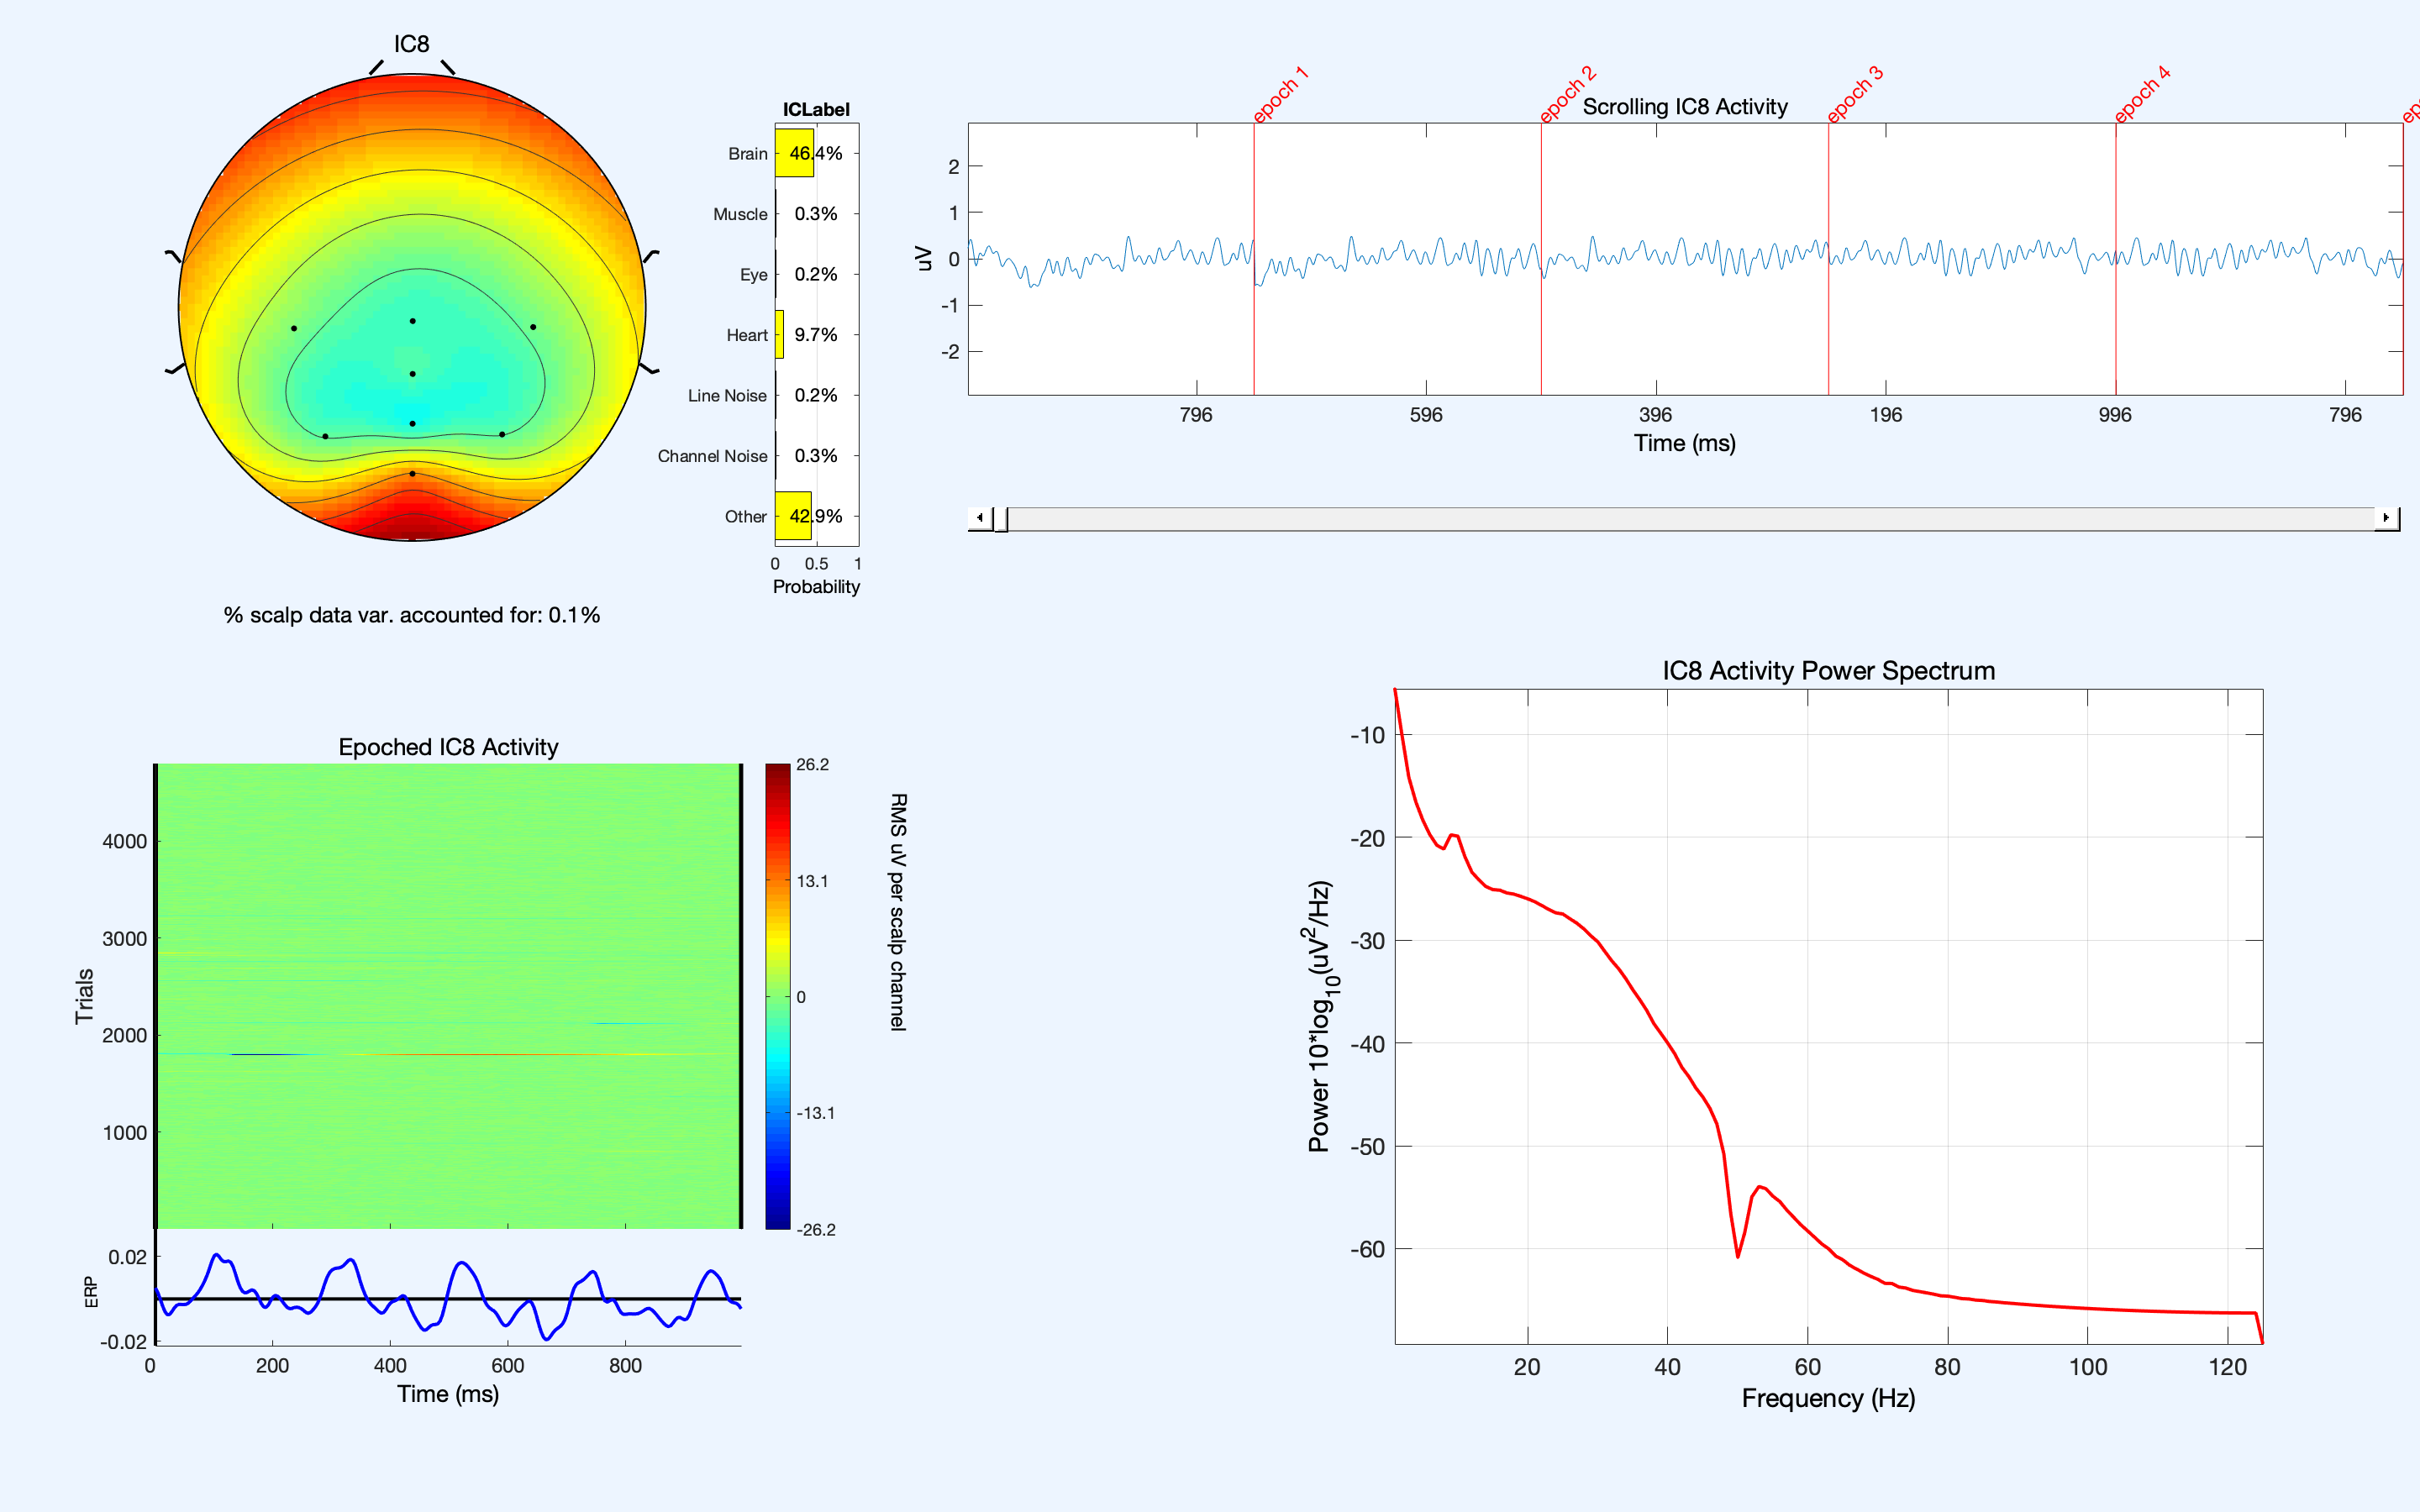 IC8
ICLabel
Brain 46.4%
Muscle 0.3%
Eye 0.2%
Heart 9.7%
Line Noise 0.2%
Channel Noise 0.3%
Other 42.9%
0 0.5 1
Probability
% scalp data var. accounted for: 0.1%
epoch 1
epoch 2
epoch 3
epoch 4
Scrolling IC8 Activity
2
1
0
-1
-2
uV
796 596 396 196 996 796
Time (ms)
Epoched IC8 Activity
4000
3000
2000
1000
Trials
26.2
13.1
0
-13.1
-26.2
RMS uV per scalp channel
0.02
-0.02
ERP
0 200 400 600 800
Time (ms)
IC8 Activity Power Spectrum
-10
-20
-30
-40
-50
-60
Power 10*log10(uV2/Hz)
20 40 60 80 100 120
Frequency (Hz)